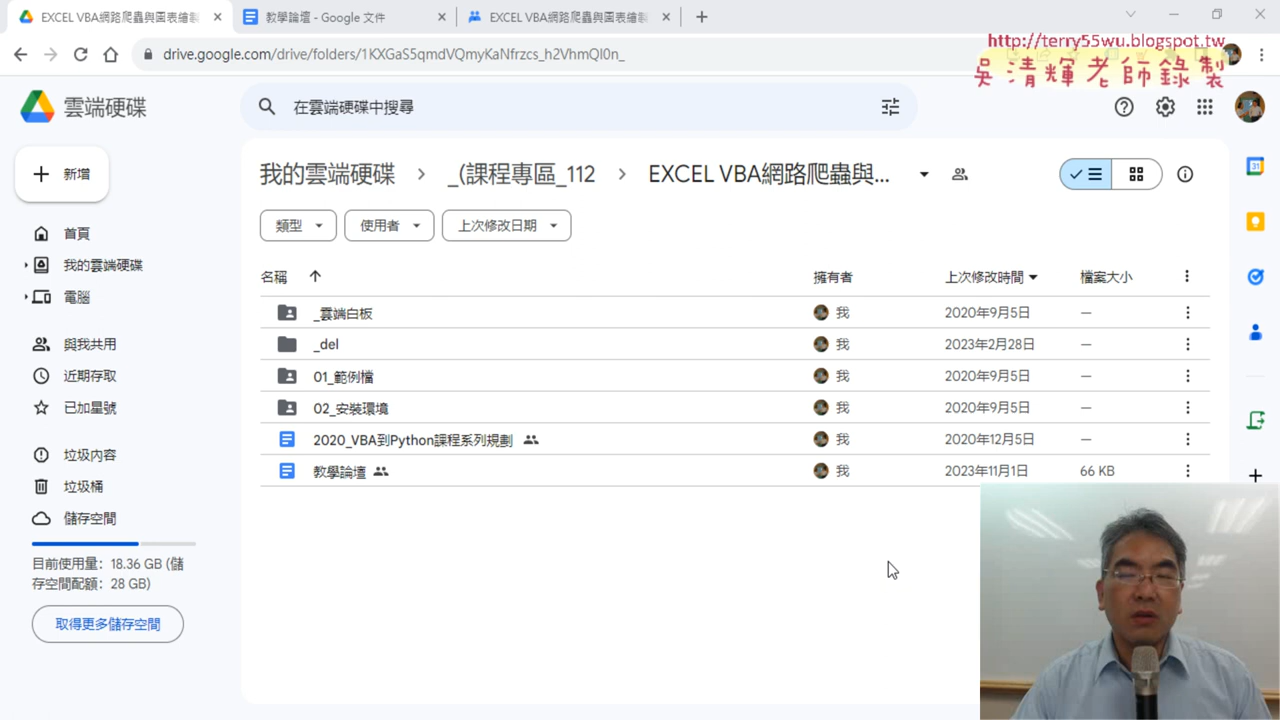 EXCEL VBA網路爬蟲與圖表繪製
教學論壇 - Google 文件
EXCEL VBA網路爬蟲與圖表繪製
http://terry55wu.blogspot.tw
吳清輝老師錄製
雲端硬碟
在雲端硬碟中搜尋
新增
我的雲端硬碟 › _(課程專區_112 › EXCEL VBA網路爬蟲與...
類型
使用者
上次修改日期
首頁
我的雲端硬碟
電腦
與我共用
近期存取
已加星號
垃圾內容
垃圾桶
儲存空間
目前使用量：18.36 GB (儲
存空間配額：28 GB)
取得更多儲存空間
名稱 擁有者 上次修改時間 檔案大小
_雲端白板 我 2020年9月5日 —
_del 我 2023年2月28日 —
01_範例檔 我 2020年9月5日 —
02_安裝環境 我 2020年9月5日 —
2020_VBA到Python課程系列規劃 我 2020年12月5日 —
教學論壇 我 2023年11月1日 66 KB
31